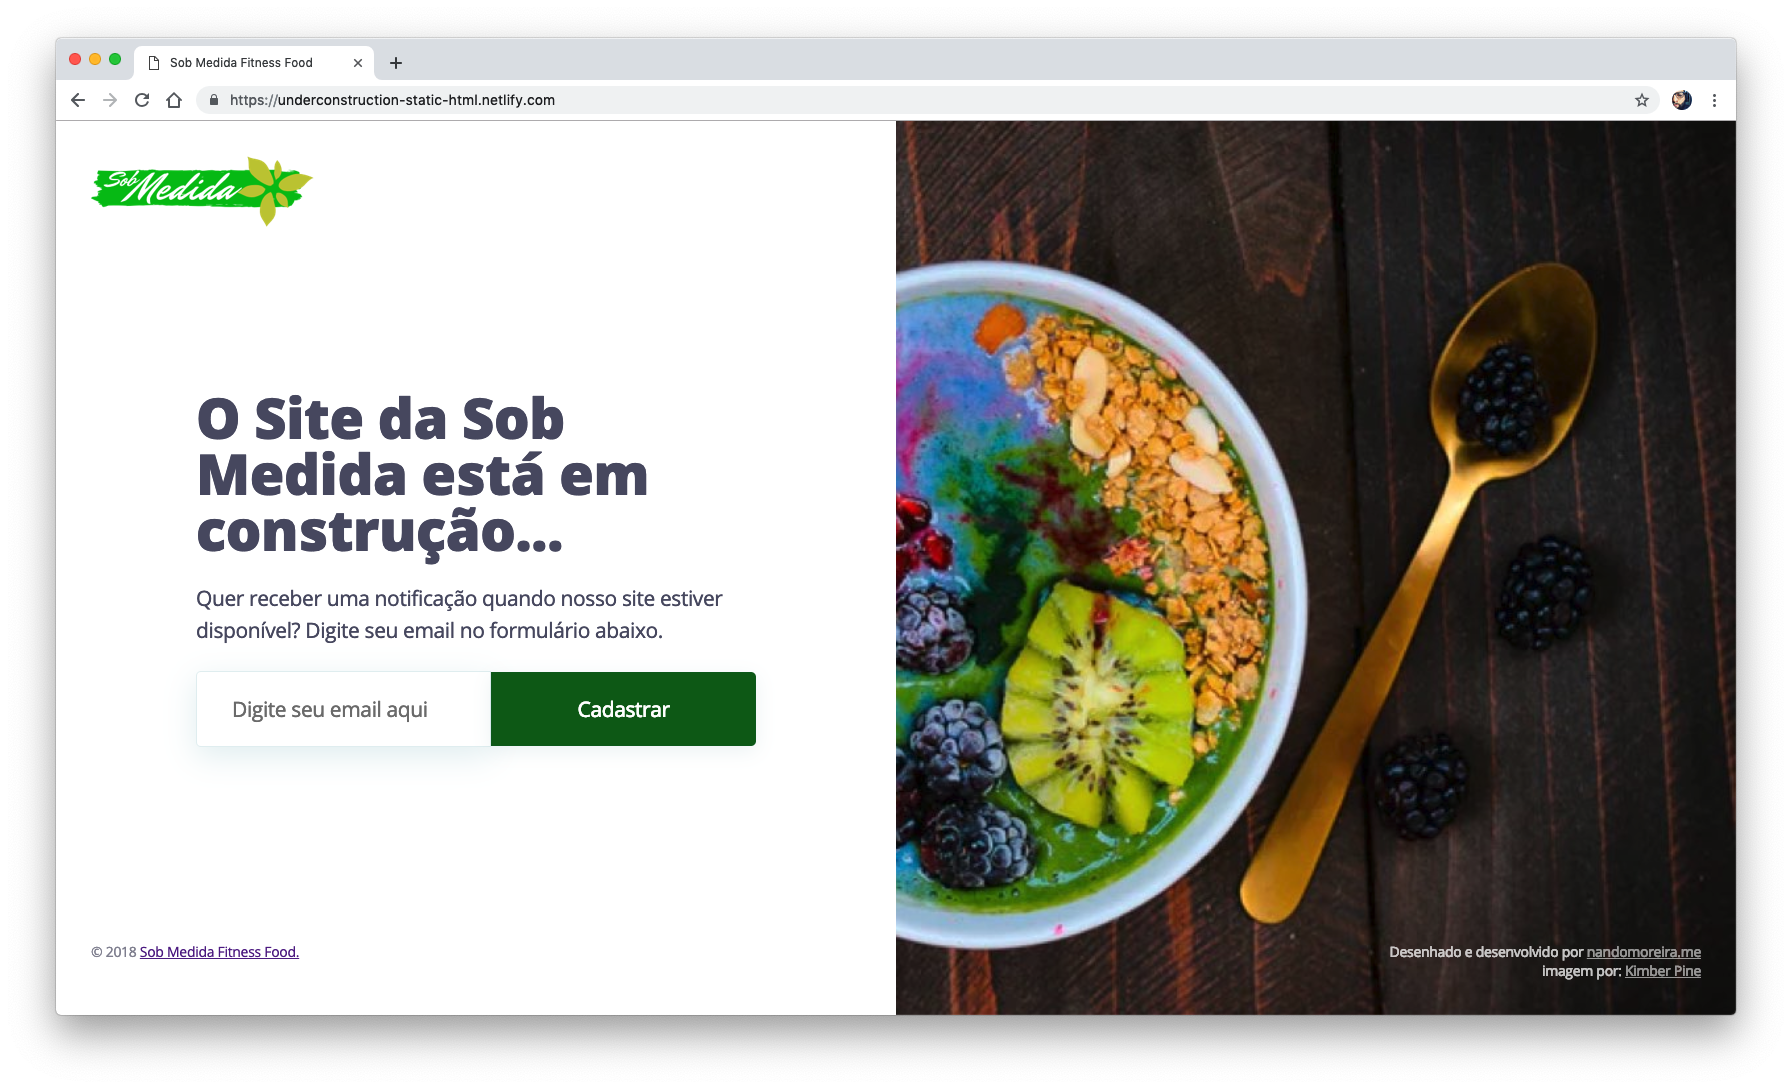 Sob Medida Fitness Food
https://underconstruction-static-html.netlify.com
Sob
Medida
O Site da Sob
Medida está em
construção...
Quer receber uma notificação quando nosso site estiver
disponível? Digite seu email no formulário abaixo.
Digite seu email aqui
Cadastrar
© 2018 Sob Medida Fitness Food.
Desenhado e desenvolvido por nandomoreira.me
imagem por: Kimber Pine